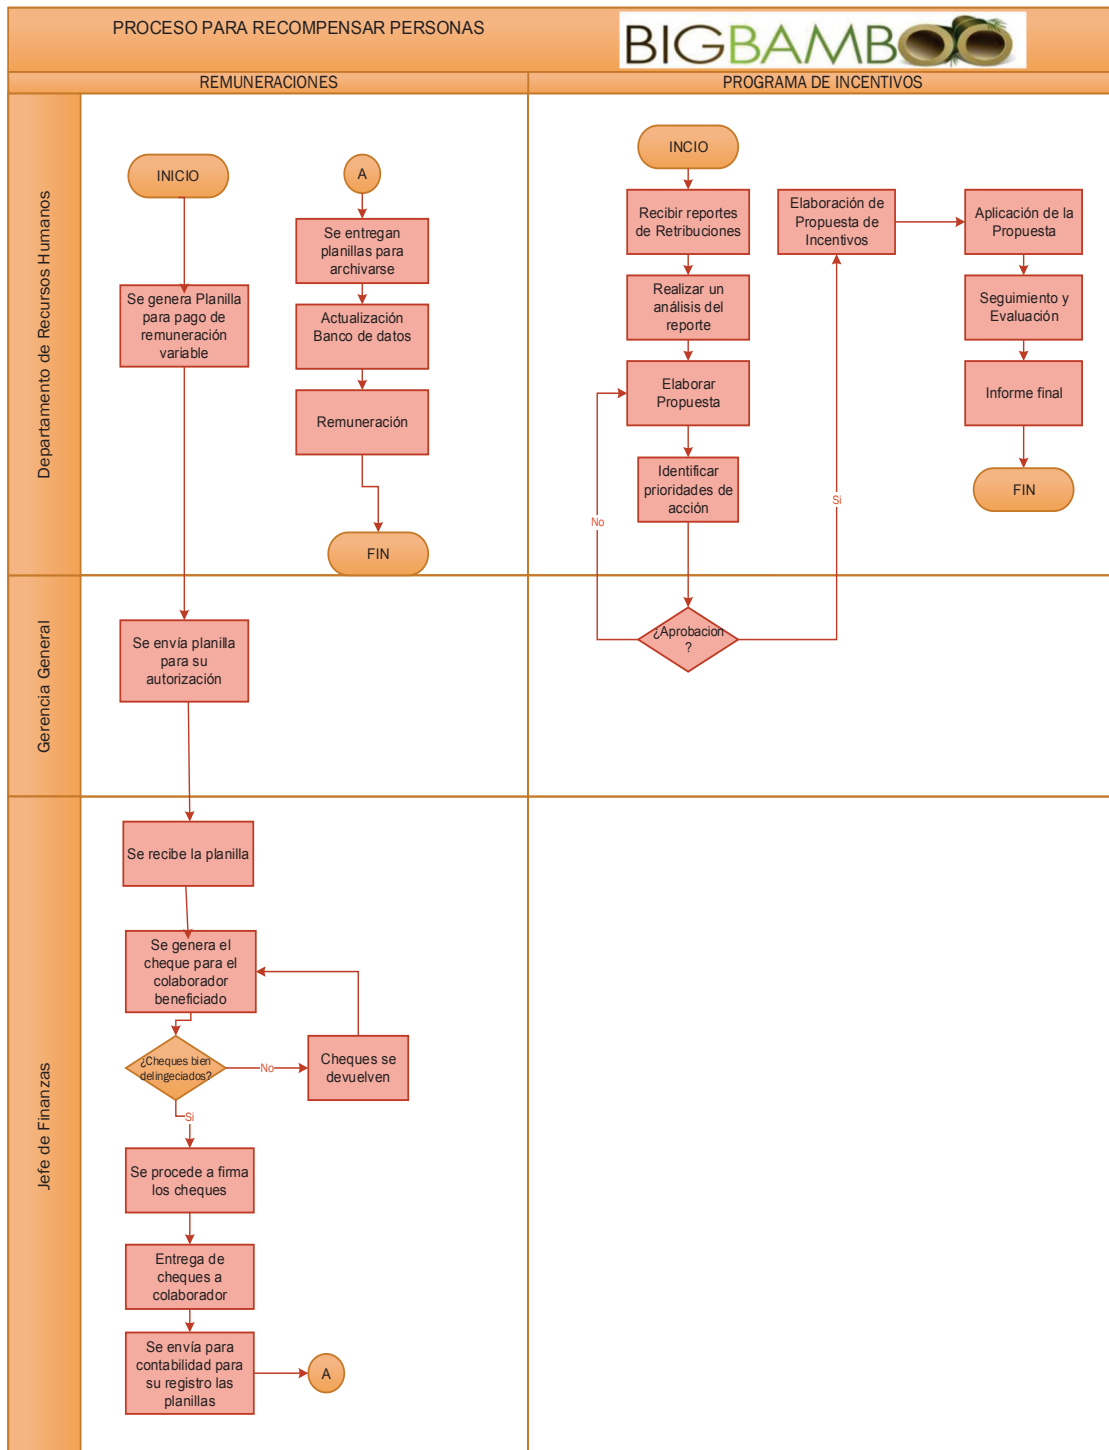 PROCESO PARA RECOMPENSAR PERSONAS
BIGBAMBOO
REMUNERACIONES
PROGRAMA DE INCENTIVOS
Departamento de Recursos Humanos
INICIO
Se genera Planilla
para pago de
remuneración
variable
A
Se entregan
planillas para
archivarse
Actualización
Banco de datos
Remuneración
FIN
INCIO
Recibir reportes
de Retribuciones
Realizar un
análisis del
reporte
Elaborar
Propuesta
Identificar
prioridades de
acción
No
Si
Elaboración de
Propuesta de
Incentivos
Aplicación de la
Propuesta
Seguimiento y
Evaluación
Informe final
FIN
Gerencia General
Se envía planilla
para su
autorización
¿Aprobacion
?
Jefe de Finanzas
Se recibe la planilla
Se genera el
cheque para el
colaborador
beneficiado
¿Cheques bien
delingeciados?
No
Cheques se
devuelven
Si
Se procede a firma
los cheques
Entrega de
cheques a
colaborador
Se envía para
contabilidad para
su registro las
planillas
A